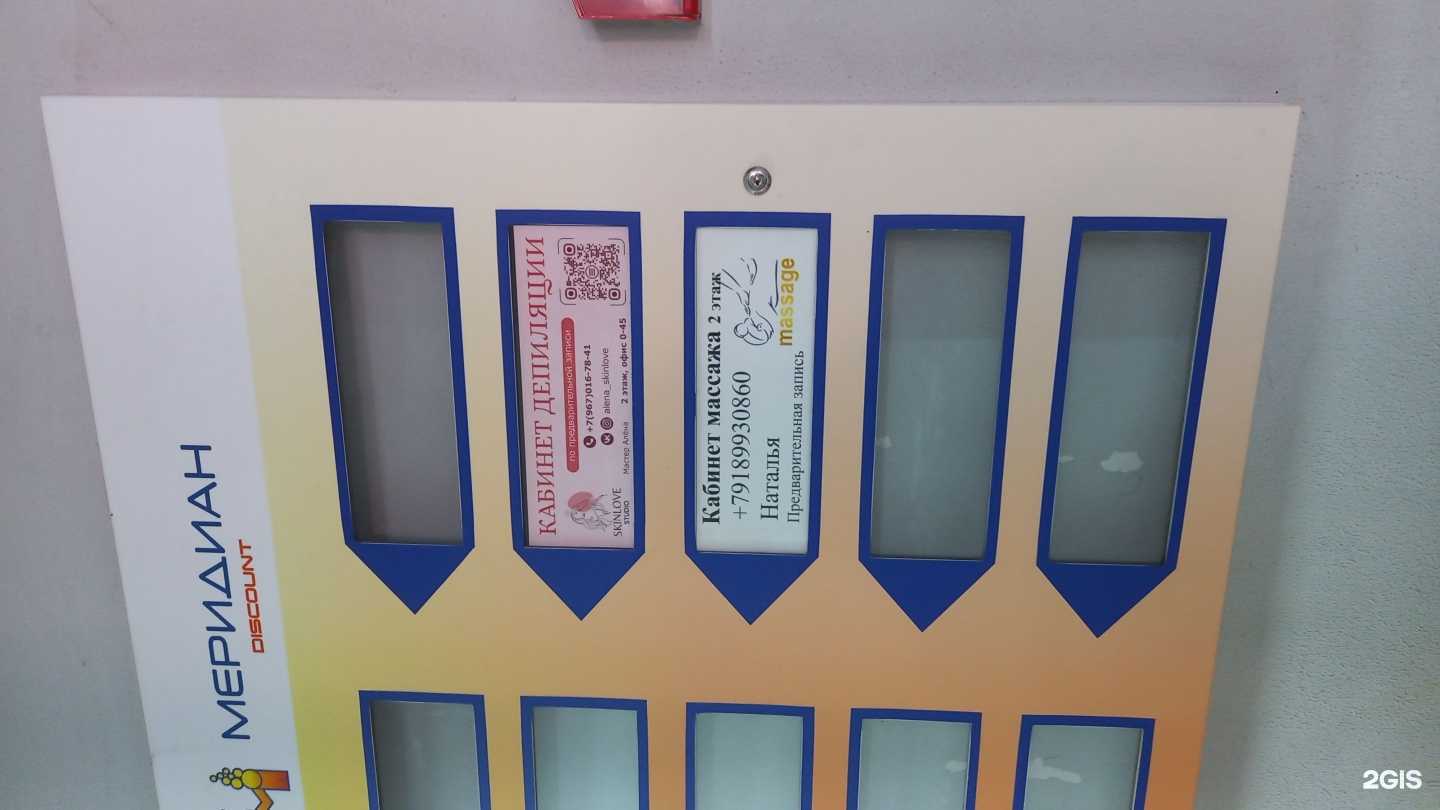 МЕРИДИАН
DISCOUNT
КАБИНЕТ ДЕПИЛЯЦИИ
по предварительной записи
+7(967)016-78-41
alena_skinlove
SKINLOVE
STUDIO
Мастер Алёна
2 этаж, офис 0-45
Кабинет массажа 2 этаж
+79189930860
Наталья
Предварительная запись
massage
2GIS